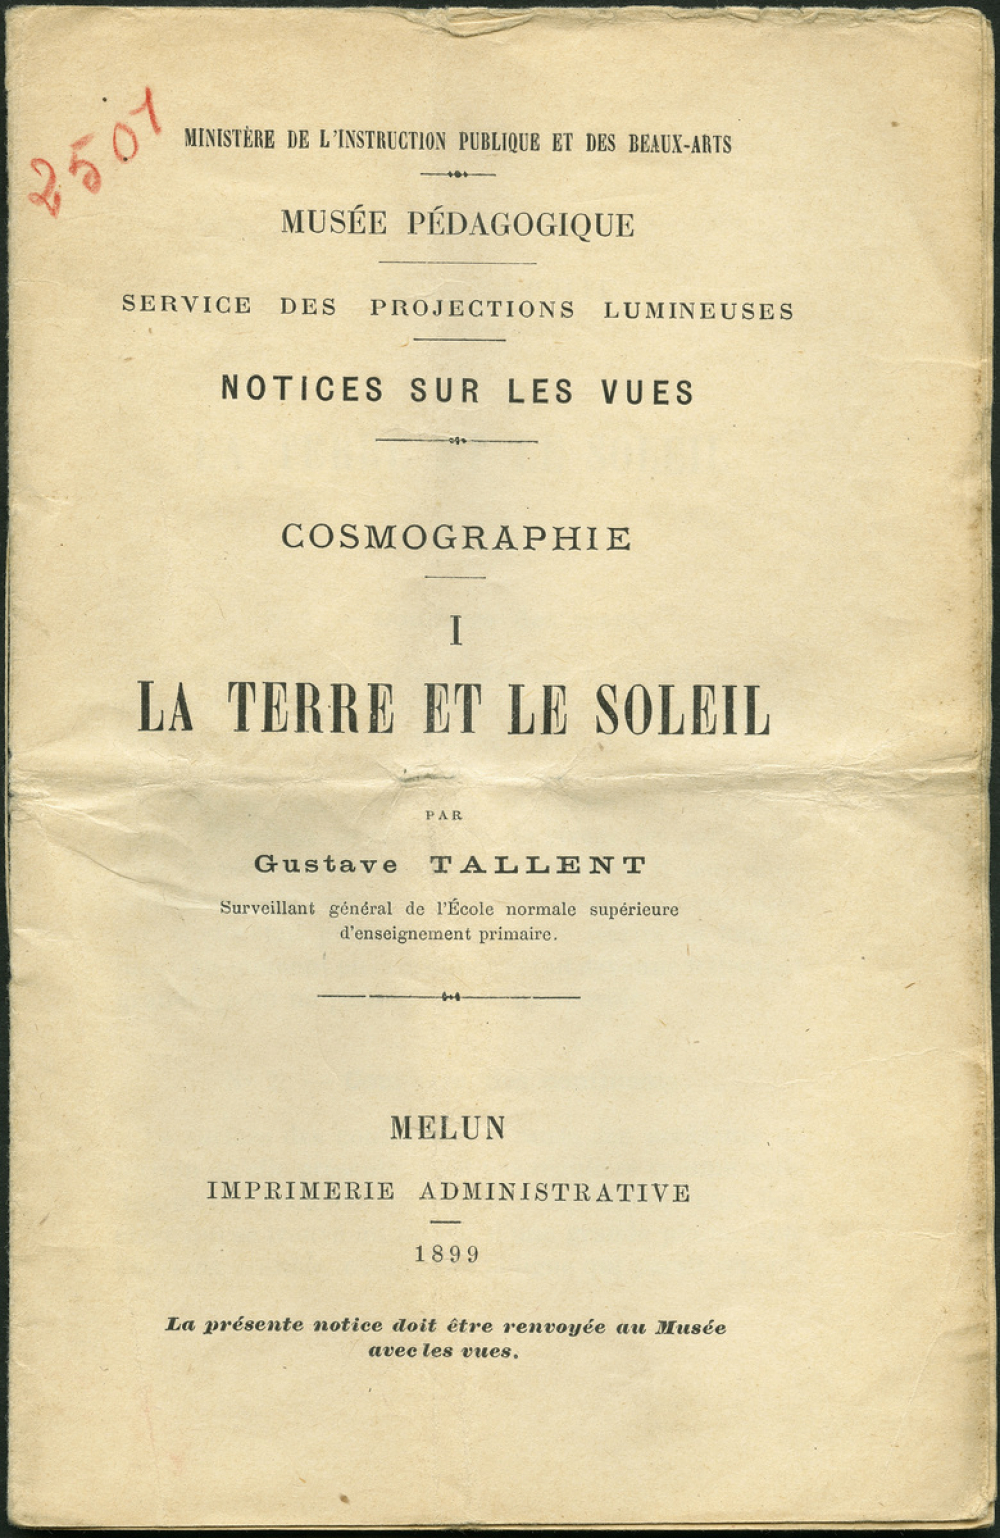 2501
MINISTÈRE DE L'INSTRUCTION PUBLIQUE ET DES BEAUX-ARTS
MUSÉE PÉDAGOGIQUE
SERVICE DES PROJECTIONS LUMINEUSES
NOTICES SUR LES VUES
COSMOGRAPHIE
I
LA TERRE ET LE SOLEIL
PAR
Gustave TALLENT
Surveillant général de l'École normale supérieure
d'enseignement primaire.
MELUN
IMPRIMERIE ADMINISTRATIVE
1899
La présente notice doit être renvoyée au Musée
avec les vues.